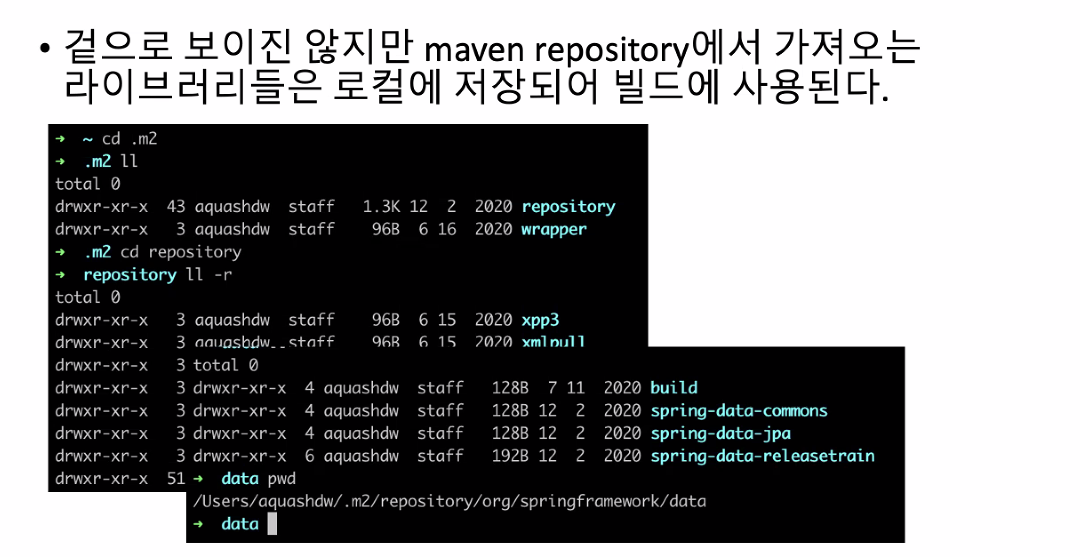 • 겉으로 보이진 않지만 maven repository에서 가져오는
라이브러리들은 로컬에 저장되어 빌드에 사용된다.
➜  ~ cd .m2
➜  .m2 ll
total 0
drwxr-xr-x  43 aquashdw  staff   1.3K 12  2  2020 repository
drwxr-xr-x   3 aquashdw  staff    96B  6 16  2020 wrapper
➜  .m2 cd repository
➜  repository ll -r
total 0
drwxr-xr-x   3 aquashdw  staff    96B  6 15  2020 xpp3
drwxr-xr-x   3 aquashdw  staff    96B  6 15  2020 xmlpull
drwxr-xr-x   3
drwxr-xr-x   3
drwxr-xr-x   3
drwxr-xr-x   3
drwxr-xr-x   3
drwxr-xr-x  51
total 0
drwxr-xr-x  4 aquashdw  staff   128B  7 11  2020 build
drwxr-xr-x  4 aquashdw  staff   128B 12  2  2020 spring-data-commons
drwxr-xr-x  4 aquashdw  staff   128B 12  2  2020 spring-data-jpa
drwxr-xr-x  6 aquashdw  staff   192B 12  2  2020 spring-data-releasetrain
➜  data pwd
/Users/aquashdw/.m2/repository/org/springframework/data
➜  data